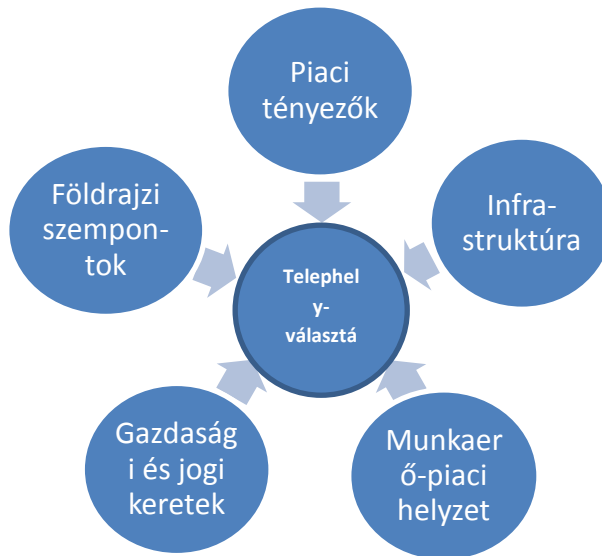 Piaci
tényezők
Infra-
struktúra
Munkaer
ő-piaci
helyzet
Gazdaság
i és jogi
keretek
Földrajzi
szempon-
tok
Telephel
y-
választá